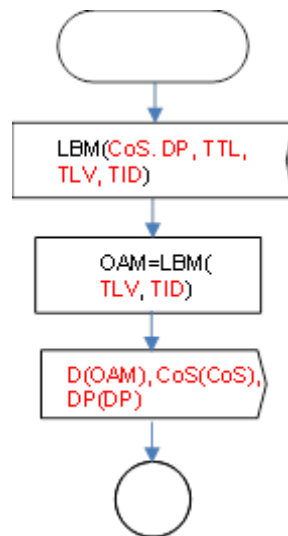 LBM(CoS. DP, TTL,
TLV, TID)
OAM=LBM(
TLV, TID)
D(OAM), CoS(CoS),
DP(DP)